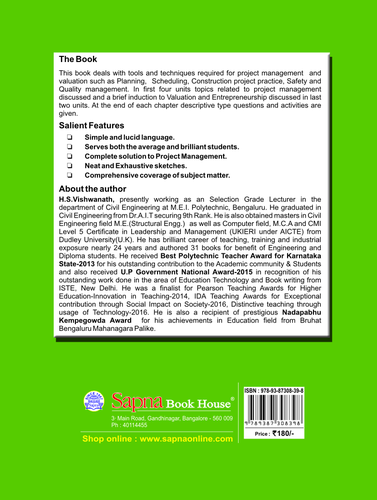 The Book
This book deals with tools and techniques required for project management and
valuation such as Planning, Scheduling, Construction project practice, Safety and
Quality management. In first four units topics related to project management
discussed and a brief induction to Valuation and Entrepreneurship discussed in last
two units. At the end of each chapter descriptive type questions and activities are
given.
Salient Features
❑ Simple and lucid language.
❑ Serves both the average and brilliant students.
❑ Complete solution to Project Management.
❑ Neat and Exhaustive sketches.
❑ Comprehensive coverage of subject matter.
About the author
H.S.Vishwanath, presently working as an Selection Grade Lecturer in the
department of Civil Engineering at M.E.I. Polytechnic, Bengaluru. He graduated in
Civil Engineering from Dr.A.I.T securing 9th Rank. He is also obtained masters in Civil
Engineering field M.E.(Structural Engg.) as well as Computer field, M.C.A and CMI
Level 5 Certificate in Leadership and Management (UKIERI under AICTE) from
Dudley University(U.K). He has brilliant career of teaching, training and industrial
exposure nearly 24 years and authored 31 books for benefit of Engineering and
Diploma students. He received Best Polytechnic Teacher Award for Karnataka
State-2013 for his outstanding contribution to the Academic community & Students
and also received U.P Government National Award-2015 in recognition of his
outstanding work done in the area of Education Technology and Book writing from
ISTE, New Delhi. He was a finalist for Pearson Teaching Awards for Higher
Education-Innovation in Teaching-2014, IDA Teaching Awards for Exceptional
contribution through Social Impact on Society-2016, Distinctive teaching through
usage of Technology-2016. He is also a recipient of prestigious Nadapabhu
Kempegowda Award for his achievements in Education field from Bruhat
Bengaluru Mahanagara Palike.
Sapna Book House®
3rd Main Road, Gandhinagar, Bangalore - 560 009
Ph : 40114455
Shop online : www.sapnaonline.com
ISBN : 978-93-87308-39-8
9 789387 308398
Price : ₹180/-